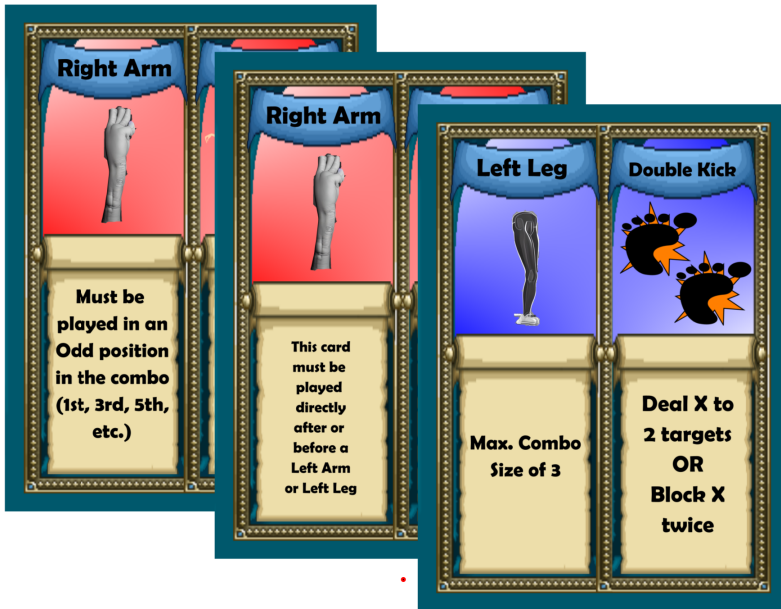 Right Arm
Must be
played in an
Odd position
in the combo
(1st, 3rd, 5th,
etc.)
Right Arm
This card
must be
played
directly
after or
before a
Left Arm
or Left Leg
Left Leg
Max. Combo
Size of 3
Double Kick
Deal X to
2 targets
OR
Block X
twice